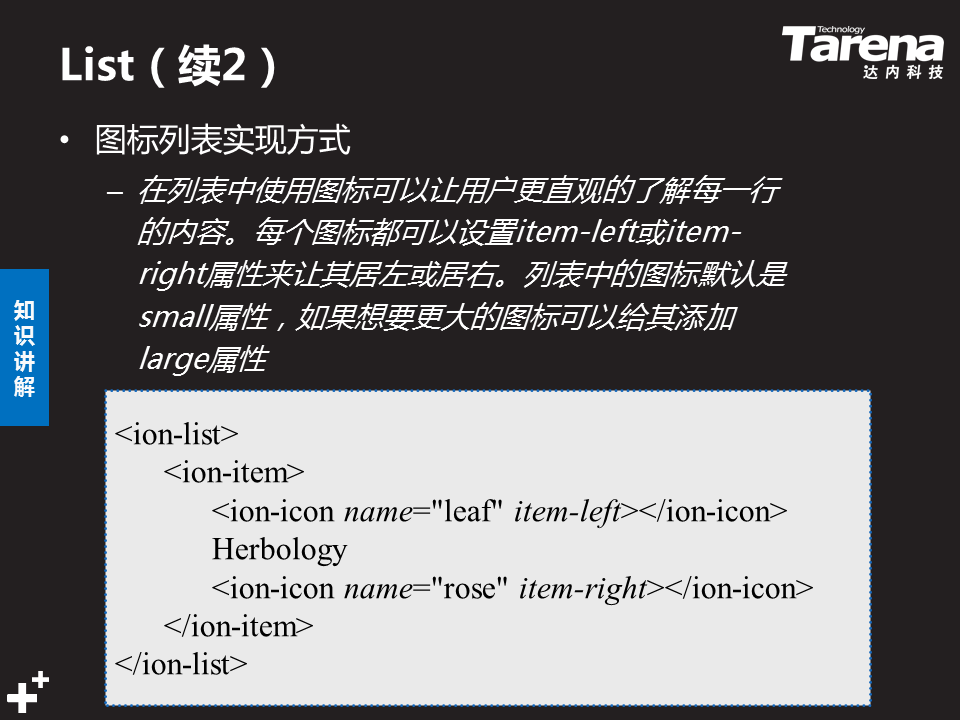 List（续2）
Technology
Tarena
达内科技
• 图标列表实现方式
– 在列表中使用图标可以让用户更直观的了解每一行
的内容。每个图标都可以设置item-left或item-
right属性来让其居左或居右。列表中的图标默认是
small属性，如果想要更大的图标可以给其添加
large属性
知
识
讲
解
<ion-list>
<ion-item>
<ion-icon name="leaf" item-left></ion-icon>
Herbology
<ion-icon name="rose" item-right></ion-icon>
</ion-item>
</ion-list>